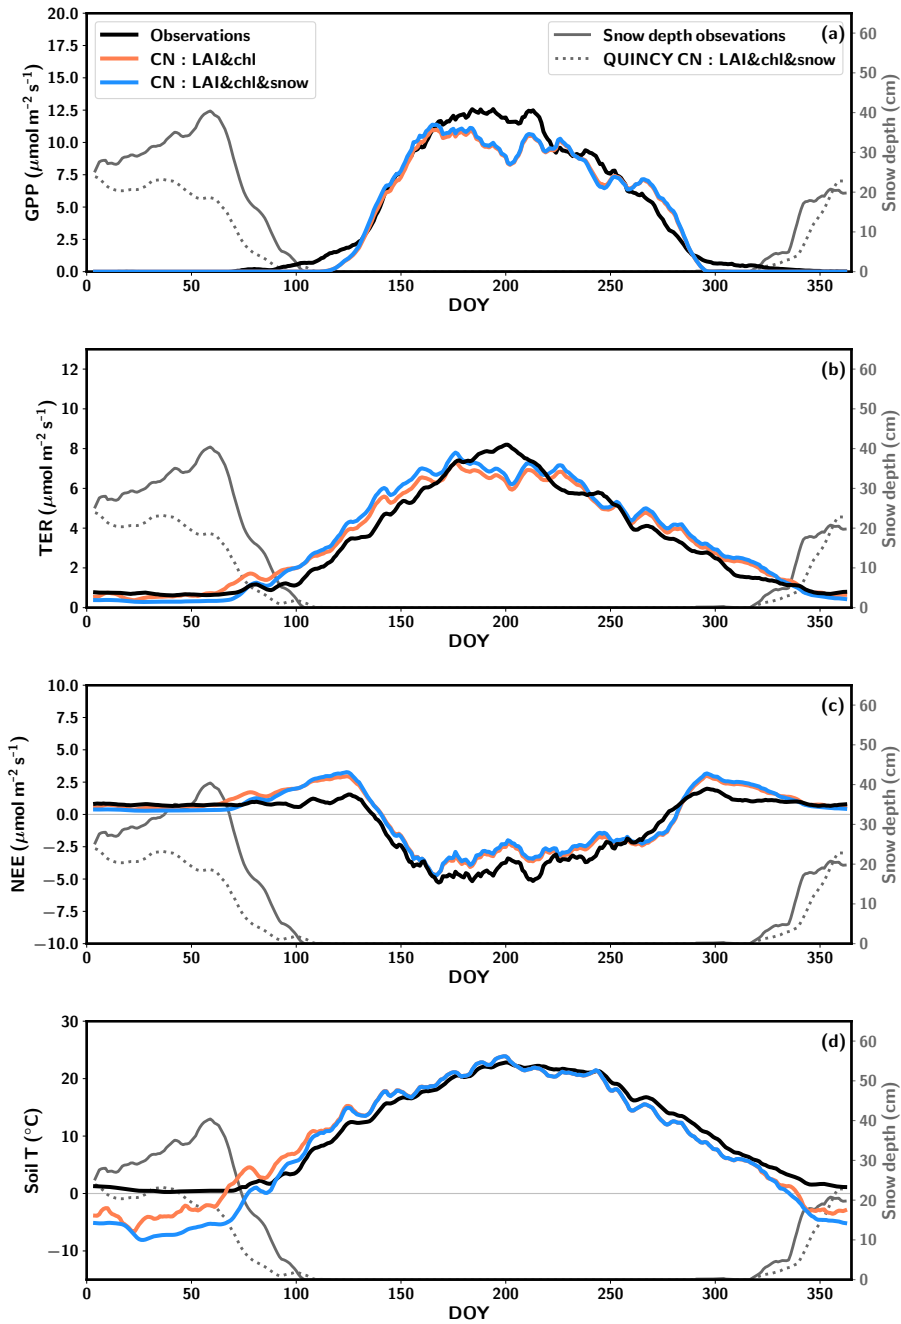 20.0
17.5
15.0
12.5
10.0
7.5
5.0
2.5
0.0
GPP (μmol m⁻² s⁻¹)
Observations
CN : LAI&chl
CN : LAI&chl&snow
Snow depth obsevations
QUINCY CN : LAI&chl&snow
(a)
60
50
40
30
20
10
0
Snow depth (cm)
0 50 100 150 200 250 300 350
DOY
12
10
8
6
4
2
0
TER (μmol m⁻² s⁻¹)
(b)
60
50
40
30
20
10
0
Snow depth (cm)
0 50 100 150 200 250 300 350
DOY
10.0
7.5
5.0
2.5
0.0
−2.5
−5.0
−7.5
−10.0
NEE (μmol m⁻² s⁻¹)
(c)
60
50
40
30
20
10
0
Snow depth (cm)
0 50 100 150 200 250 300 350
DOY
30
20
10
0
−10
Soil T (°C)
(d)
60
50
40
30
20
10
0
Snow depth (cm)
0 50 100 150 200 250 300 350
DOY